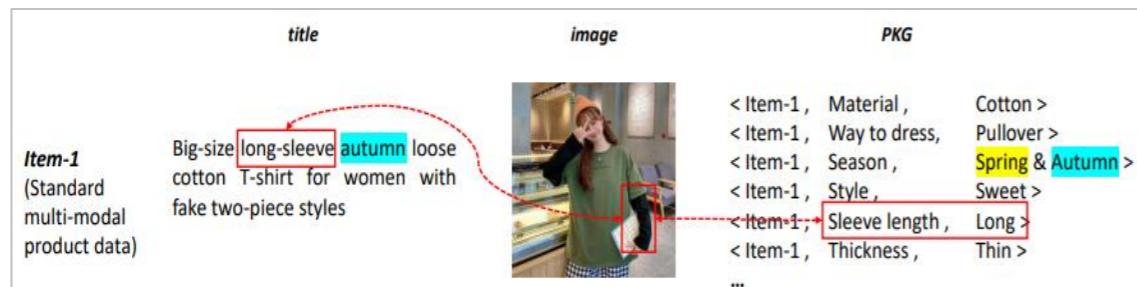 title image PKG
Item-1
(Standard
multi-modal
product data)
Big-size long-sleeve autumn loose
cotton T-shirt for women with
fake two-piece styles
< Item-1 , Material , Cotton >
< Item-1 , Way to dress, Pullover >
< Item-1 , Season , Spring & Autumn >
< Item-1 , Style , Sweet >
< Item-1 , Sleeve length , Long >
< Item-1 , Thickness , Thin >
...